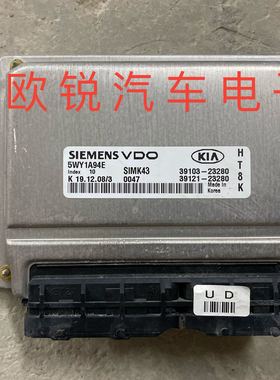 欧锐汽车电子
SIEMENS VDO
KIA
5WY1A94E
Index 10
SIMK43
39103-23280
K 19.12.08/3
0047
39121-23280
Made in Korea
HT8K
U D